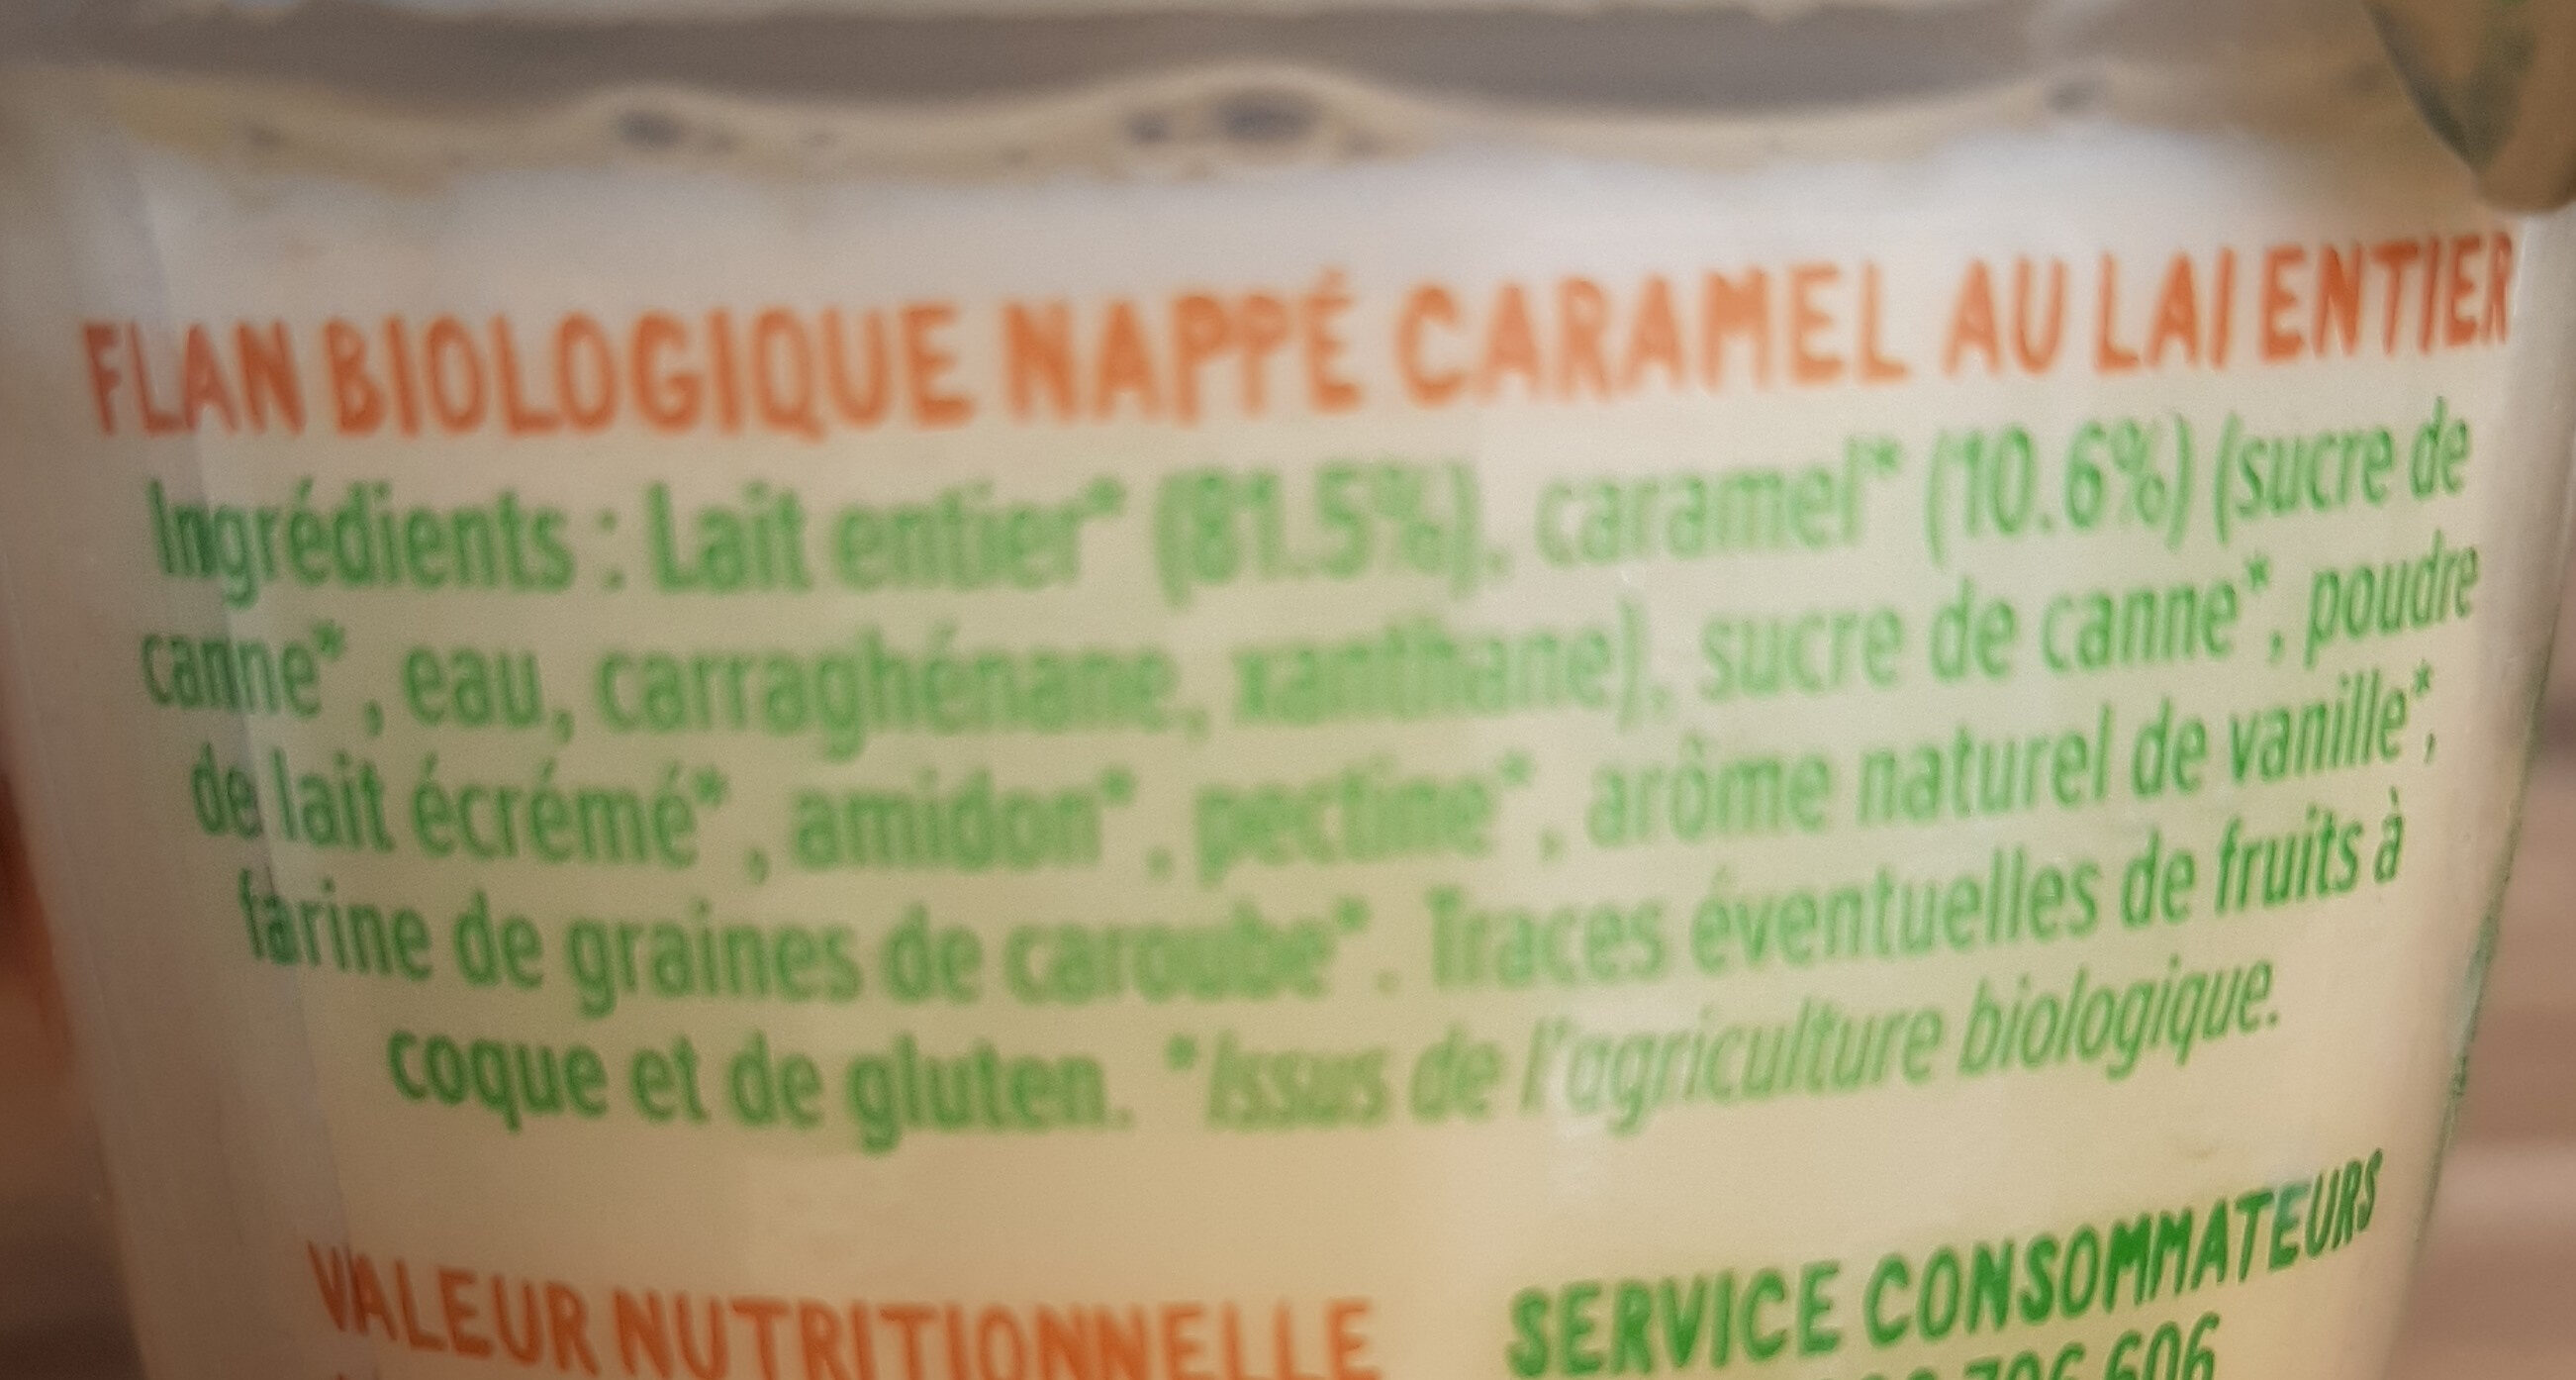 FLAN BIOLOGIQUE NAPPÉ CARAMEL AU LAI ENTIER
Ingrédients : Lait entier* (81.5%), caramel* (10.6%) (sucre de
canne*, eau, carraghénane, xanthane), sucre de canne*, poudre
de lait écrémé*, amidon*, pectine*, arôme naturel de vanille*,
farine de graines de caroube*. Traces éventuelles de fruits à
coque et de gluten. *Issus de l'agriculture biologique.
VALEUR NUTRITIONNELLE
SERVICE CONSOMMATEURS
706 606